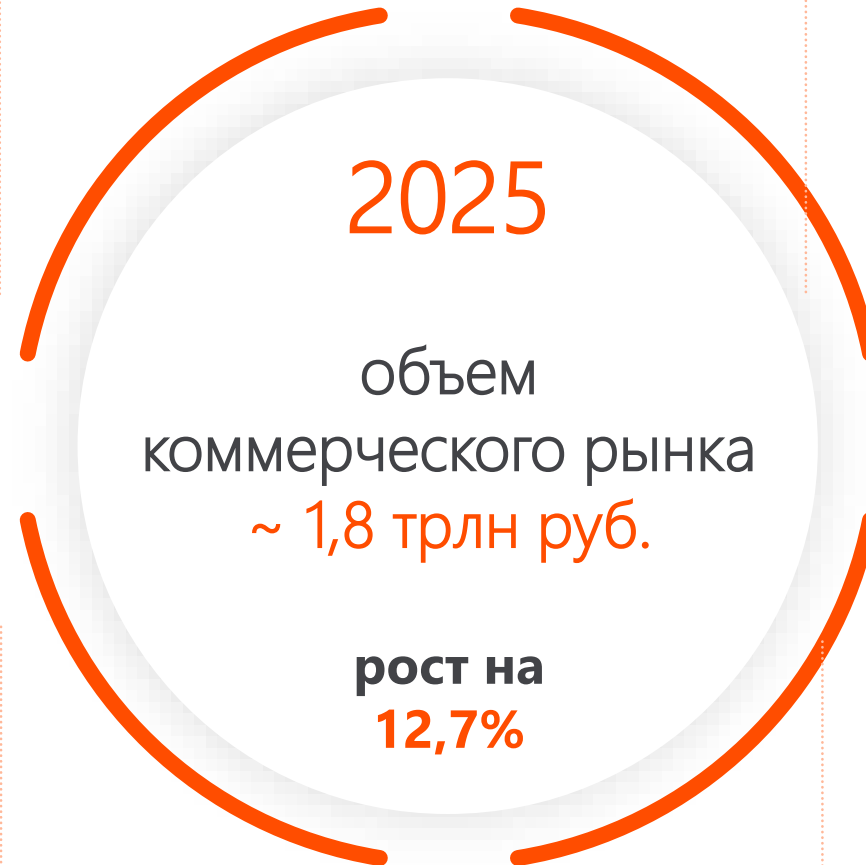 2025
объем
коммерческого рынка
~ 1,8 трлн руб.
рост на
12,7%